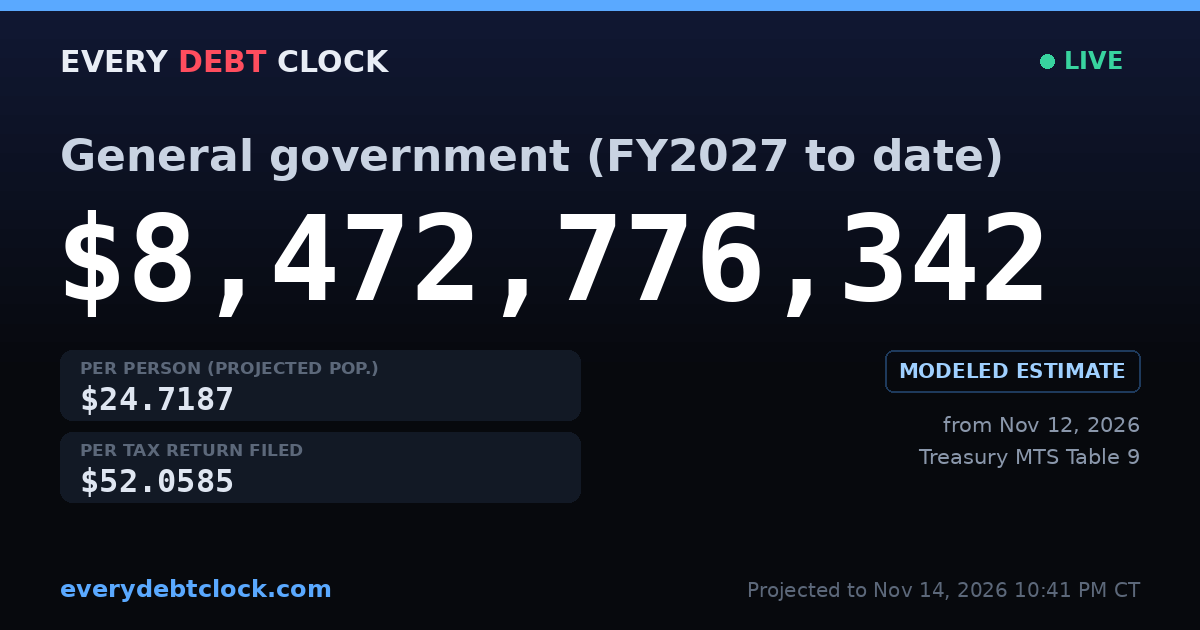 EVERY DEBT CLOCK
LIVE
General government (FY2027 to date)
$8,472,776,342
PER PERSON (PROJECTED POP.)
$24.7187
PER TAX RETURN FILED
$52.0585
MODELED ESTIMATE
from Nov 12, 2026
Treasury MTS Table 9
everydebtclock.com
Projected to Nov 14, 2026 10:41 PM CT